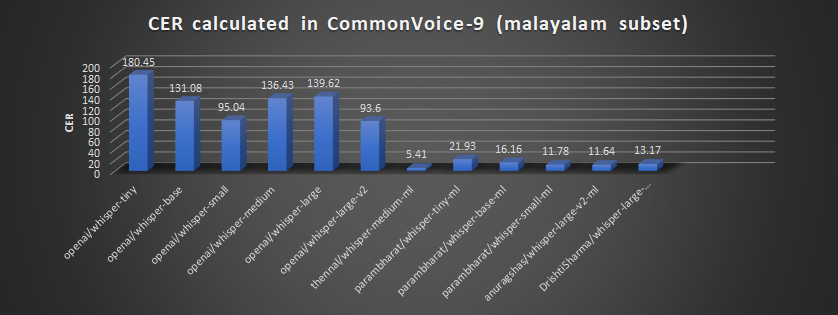 CER calculated in CommonVoice-9 (malayalam subset)
CER
200
180
160
140
120
100
80
60
40
20
0
180.45
131.08
95.04
136.43
139.62
93.6
5.41
21.93
16.16
11.78
11.64
13.17
openai/whisper-tiny
openai/whisper-base
openai/whisper-small
openai/whisper-medium
openai/whisper-large
openai/whisper-large-v2
thennal/whisper-medium-ml
parambharat/whisper-tiny-ml
parambharat/whisper-base-ml
parambharat/whisper-small-ml
anuragshas/whisper-large-v2-ml
DrishtiSharma/whisper-large-...